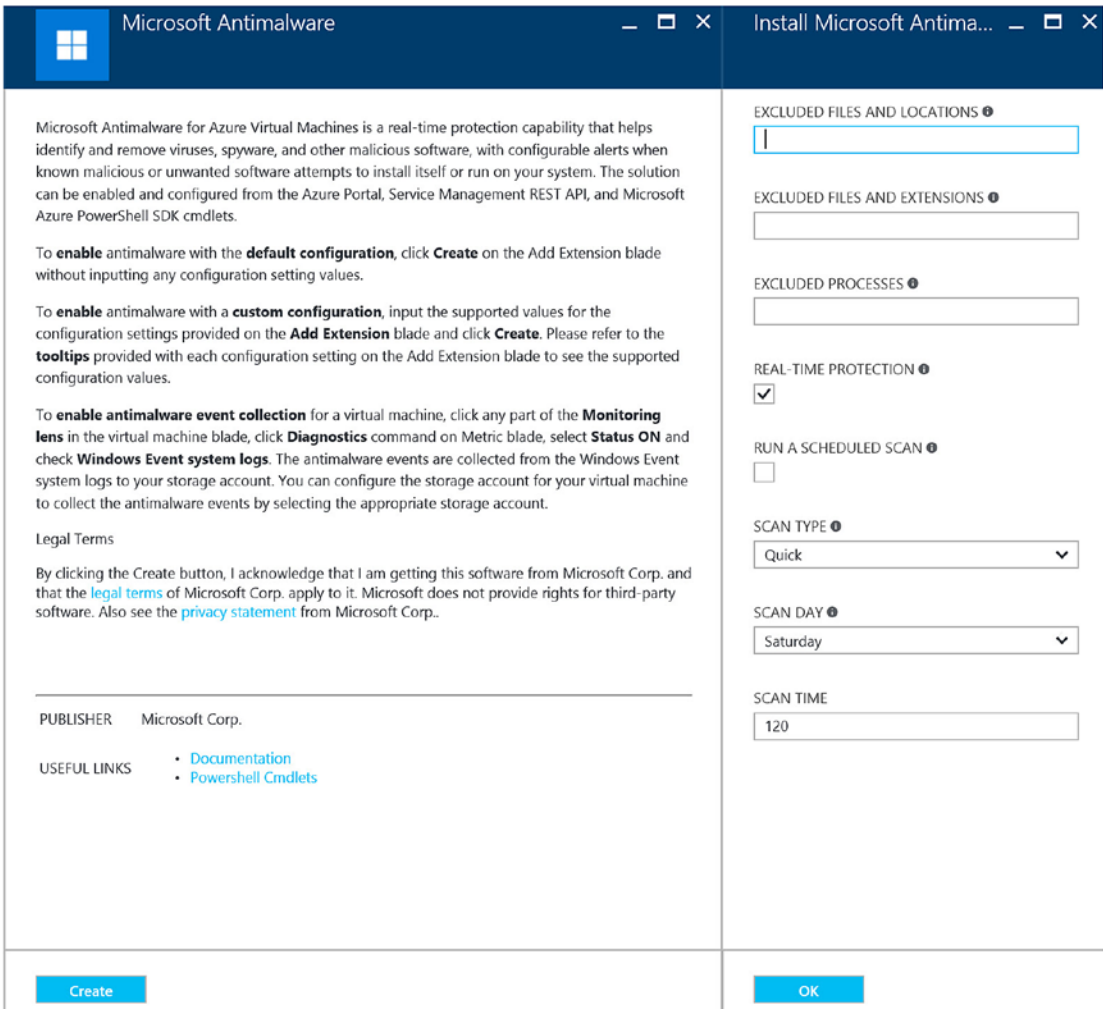 Microsoft Antimalware
Microsoft Antimalware for Azure Virtual Machines is a real-time protection capability that helps
identify and remove viruses, spyware, and other malicious software, with configurable alerts when
known malicious or unwanted software attempts to install itself or run on your system. The solution
can be enabled and configured from the Azure Portal, Service Management REST API, and Microsoft
Azure PowerShell SDK cmdlets.
To enable antimalware with the default configuration, click Create on the Add Extension blade
without inputting any configuration setting values.
To enable antimalware with a custom configuration, input the supported values for the
configuration settings provided on the Add Extension blade and click Create. Please refer to the
tooltips provided with each configuration setting on the Add Extension blade to see the supported
configuration values.
To enable antimalware event collection for a virtual machine, click any part of the Monitoring
lens in the virtual machine blade, click Diagnostics command on Metric blade, select Status ON and
check Windows Event system logs. The antimalware events are collected from the Windows Event
system logs to your storage account. You can configure the storage account for your virtual machine
to collect the antimalware events by selecting the appropriate storage account.
Legal Terms
By clicking the Create button, I acknowledge that I am getting this software from Microsoft Corp. and
that the legal terms of Microsoft Corp. apply to it. Microsoft does not provide rights for third-party
software. Also see the privacy statement from Microsoft Corp..
PUBLISHER Microsoft Corp.
USEFUL LINKS
• Documentation
• Powershell Cmdlets
Create
Install Microsoft Antima...
EXCLUDED FILES AND LOCATIONS
EXCLUDED FILES AND EXTENSIONS
EXCLUDED PROCESSES
REAL-TIME PROTECTION
RUN A SCHEDULED SCAN
SCAN TYPE
Quick
SCAN DAY
Saturday
SCAN TIME
120
OK